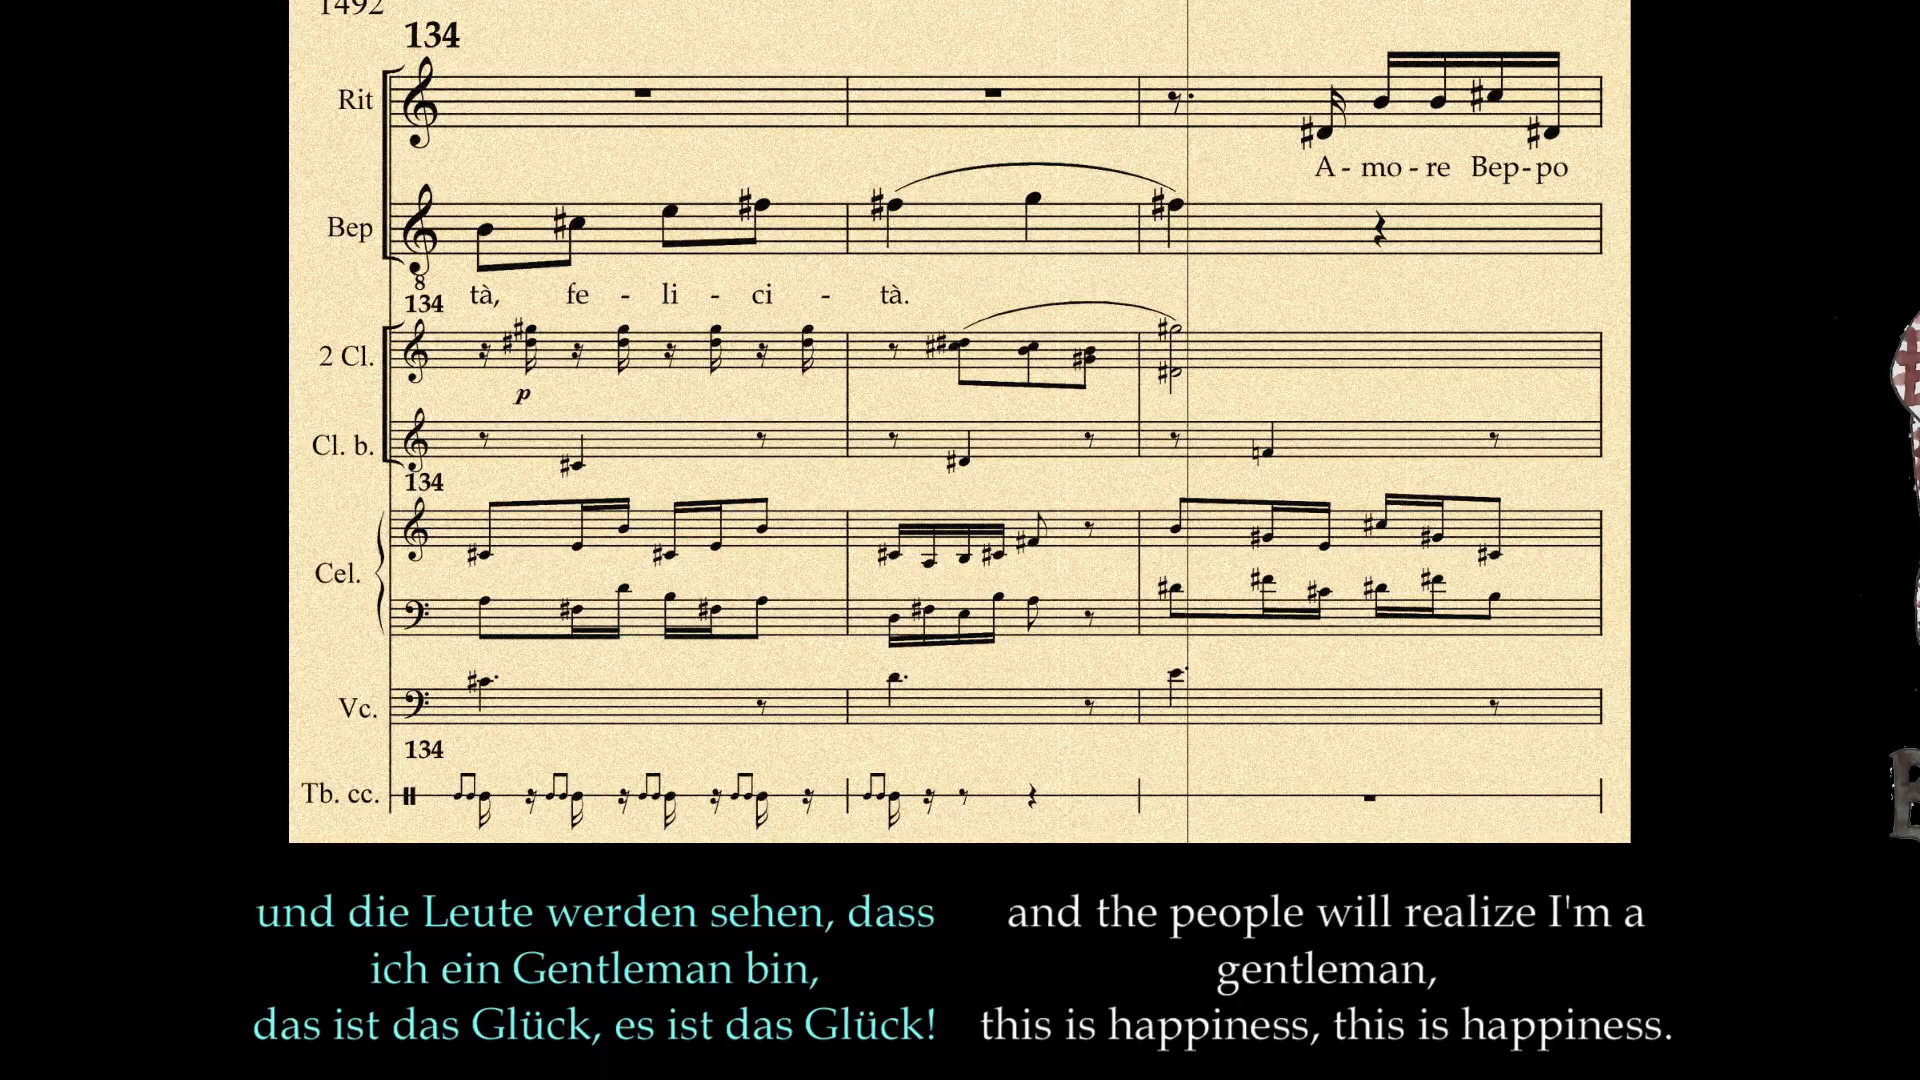 1492
134
Rit
A - mo - re Bep - po
Bep
8
tà, fe - li - ci - tà.
134
2 Cl.
p
Cl. b.
134
Cel.
Vc.
134
Tb. cc.
und die Leute werden sehen, dass
ich ein Gentleman bin,
das ist das Glück, es ist das Glück!
and the people will realize I'm a
gentleman,
this is happiness, this is happiness.